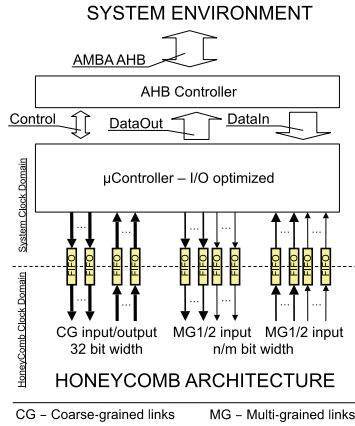 SYSTEM ENVIRONMENT
AMBA AHB
AHB Controller
Control
DataOut
DataIn
µController – I/O optimized
System Clock Domain
...
...
...
...
...
...
FIFO FIFO FIFO FIFO FIFO FIFO FIFO FIFO FIFO FIFO FIFO FIFO
HoneyComb Clock Domain
...
...
...
...
...
...
CG input/output
32 bit width
MG1/2 input
MG1/2 input
n/m bit width
HONEYCOMB ARCHITECTURE
CG – Coarse-grained links
MG – Multi-grained links